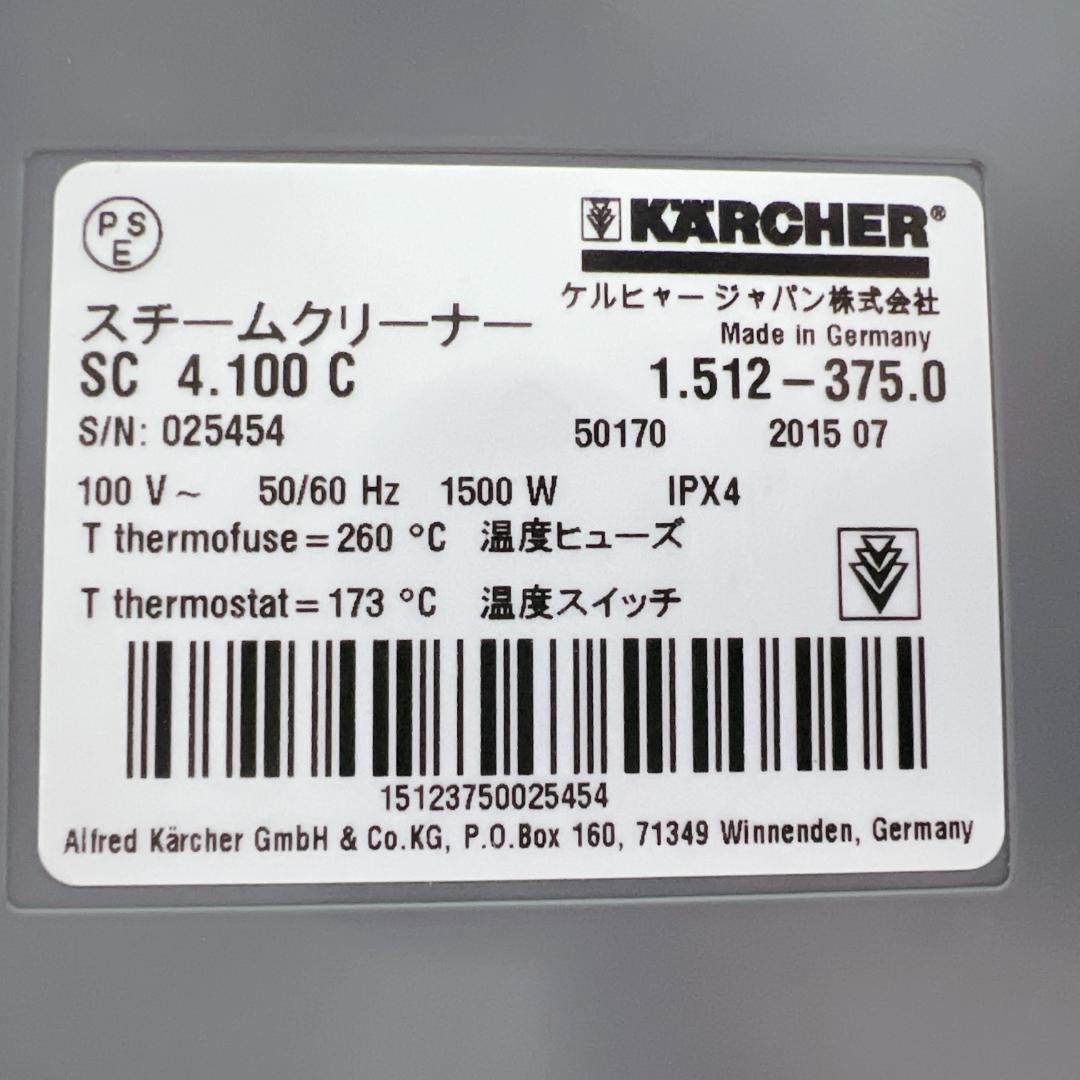 PSE
KÄRCHER®
ケルヒャー ジャパン株式会社
スチームクリーナー
Made in Germany
SC 4.100 C 1.512-375.0
S/N: 025454 50170 2015 07
100 V~ 50/60 Hz 1500 W IPX4
T thermofuse=260 °C 温度ヒューズ
T thermostat=173 °C 温度スイッチ
15123750025454
Alfred Kärcher GmbH & Co.KG, P.O.Box 160, 71349 Winnenden, Germany